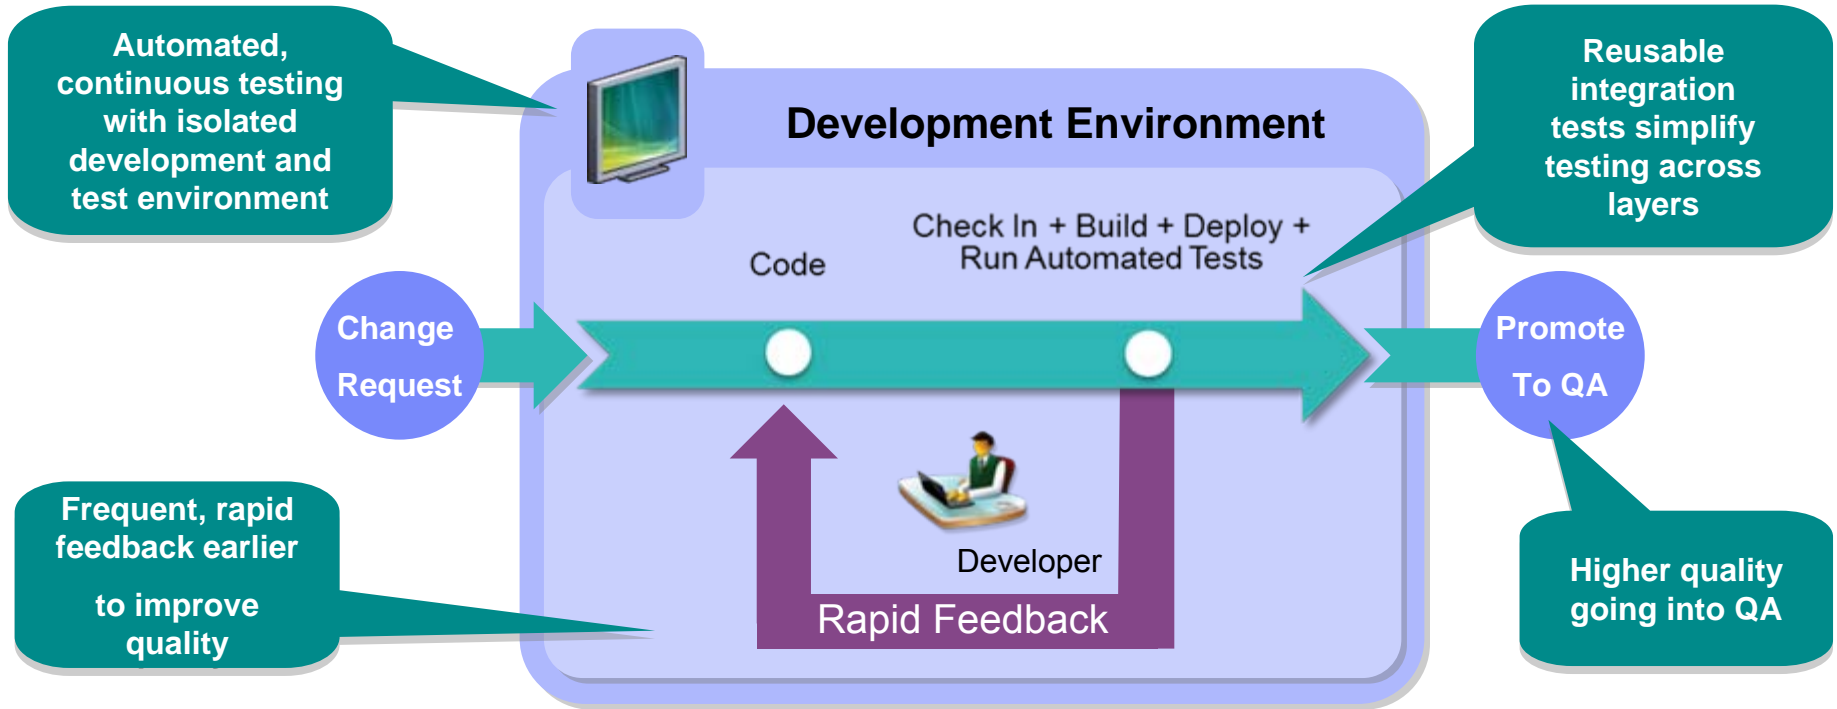 Automated,
continuous testing
with isolated
development and
test environment
Development Environment
Reusable
integration
tests simplify
testing across
layers
Code
Check In + Build + Deploy +
Run Automated Tests
Change
Request
Promote
To QA
Developer
Rapid Feedback
Frequent, rapid
feedback earlier
to improve
quality
Higher quality
going into QA